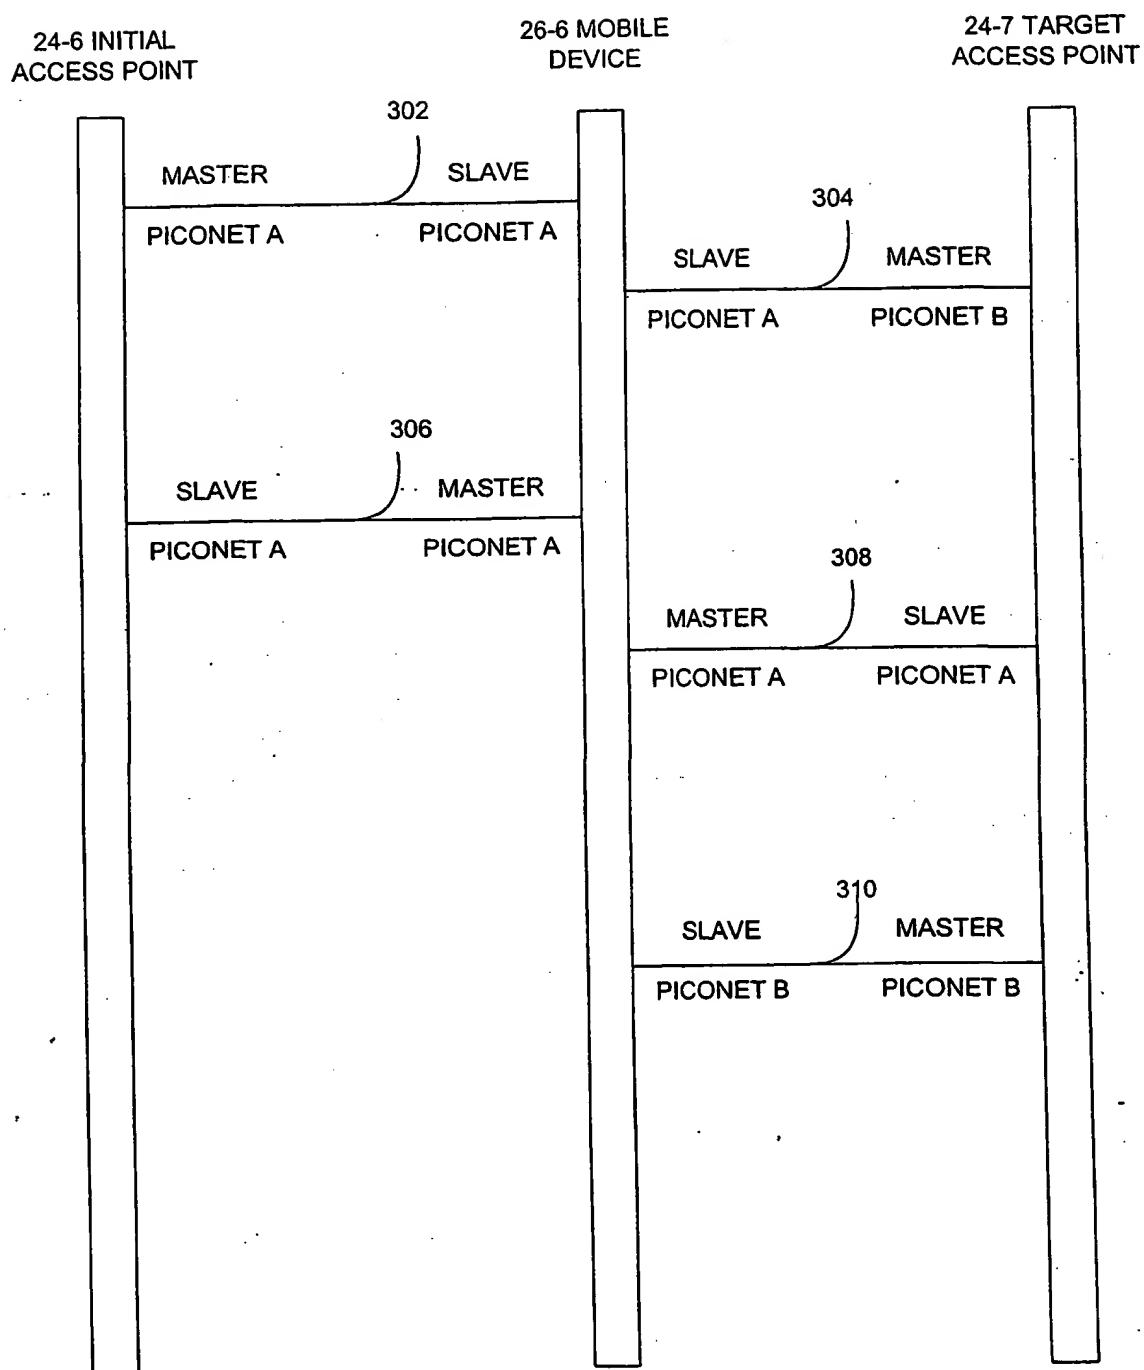 24-6 INITIAL
ACCESS POINT
26-6 MOBILE
DEVICE
24-7 TARGET
ACCESS POINT
302
MASTER
SLAVE
PICONET A
PICONET A
304
SLAVE
MASTER
PICONET A
PICONET B
306
SLAVE
MASTER
PICONET A
PICONET A
308
MASTER
SLAVE
PICONET A
PICONET A
310
SLAVE
MASTER
PICONET B
PICONET B